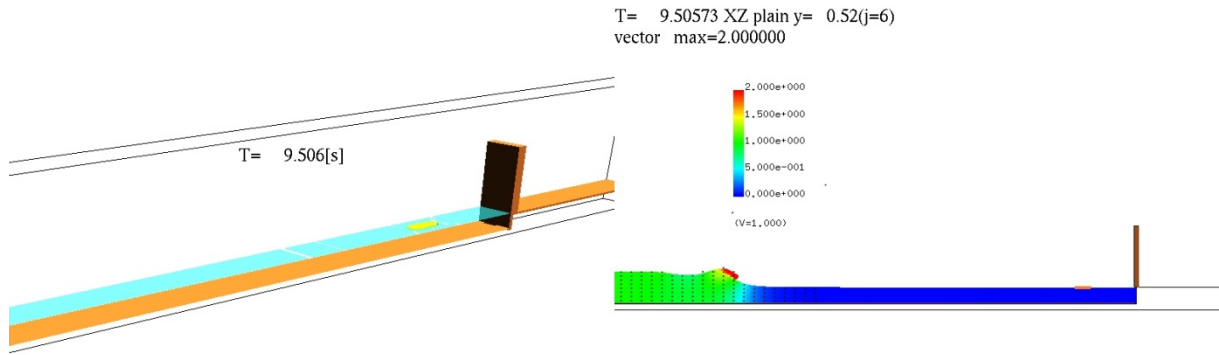 T= 9.506[s]
T= 9.50573 XZ plain y= 0.52(j=6)
vector max=2.000000
2.000e+000
1.500e+000
1.000e+000
5.000e-001
0.000e+000
(V=1.000)